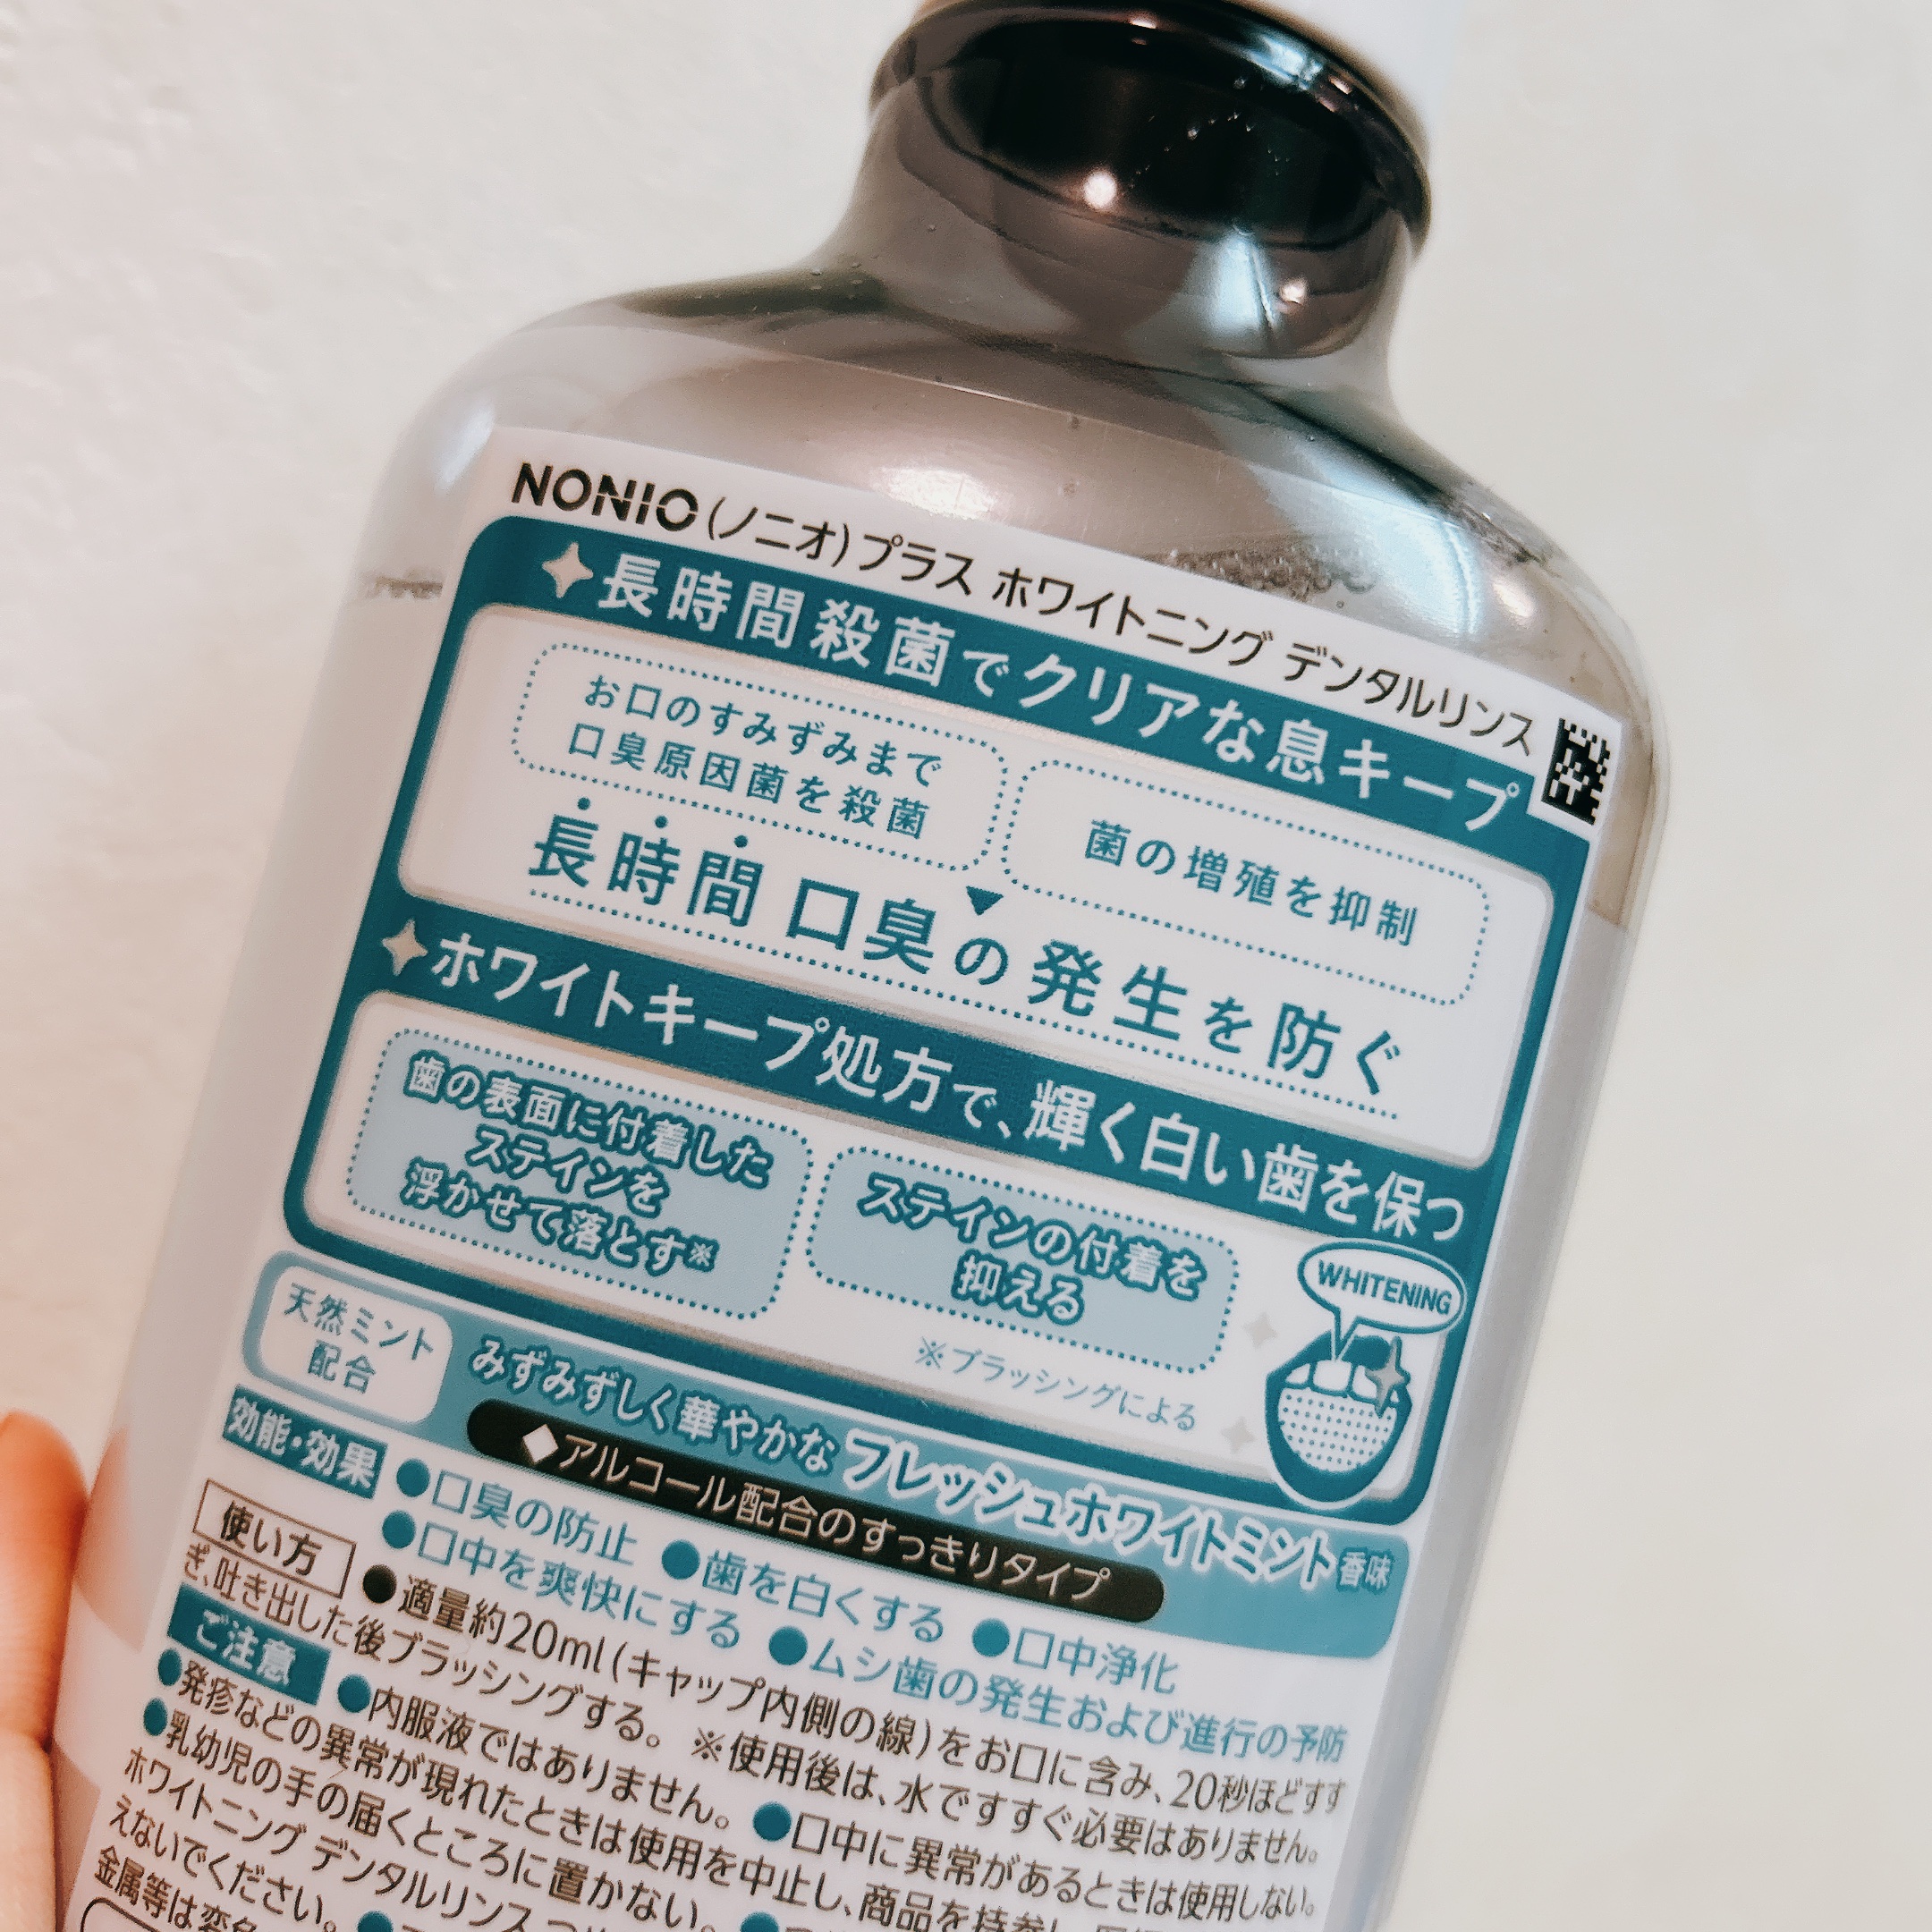 NONIO (ノニオ) プラス ホワイトニング デンタルリンス
長時間殺菌でクリアな息キープ
お口のすみずみまで
口臭原因菌を殺菌
菌の増殖を抑制
長時間 口臭の発生を防ぐ
ホワイトキープ処方で、輝く白い歯を保つ
歯の表面に付着した
ステインを
浮かせて落とす※
ステインの付着を
抑える
※ブラッシングによる
WHITENING
天然ミント
配合
みずみずしく華やかな フレッシュホワイトミント 香味
◆アルコール配合のすっきりタイプ
効能・効果 ●口臭の防止 ●歯を白くする ●口中浄化
●口中を爽快にする ●ムシ歯の発生および進行の予防
使い方 ●適量約20ml(キャップ内側の線)をお口に含み、20秒ほどすす
ぎ、吐き出した後ブラッシングする。 ※使用後は、水ですすぐ必要はありません。
ご注意 ●内服液ではありません。 ●口中に異常があるときは使用しない。
●発疹などの異常が現れたときは使用を中止し、商品を持参し
●乳幼児の手の届くところに置かない。
ホワイトニング デンタルリンス
えないでください。
金属等は変色